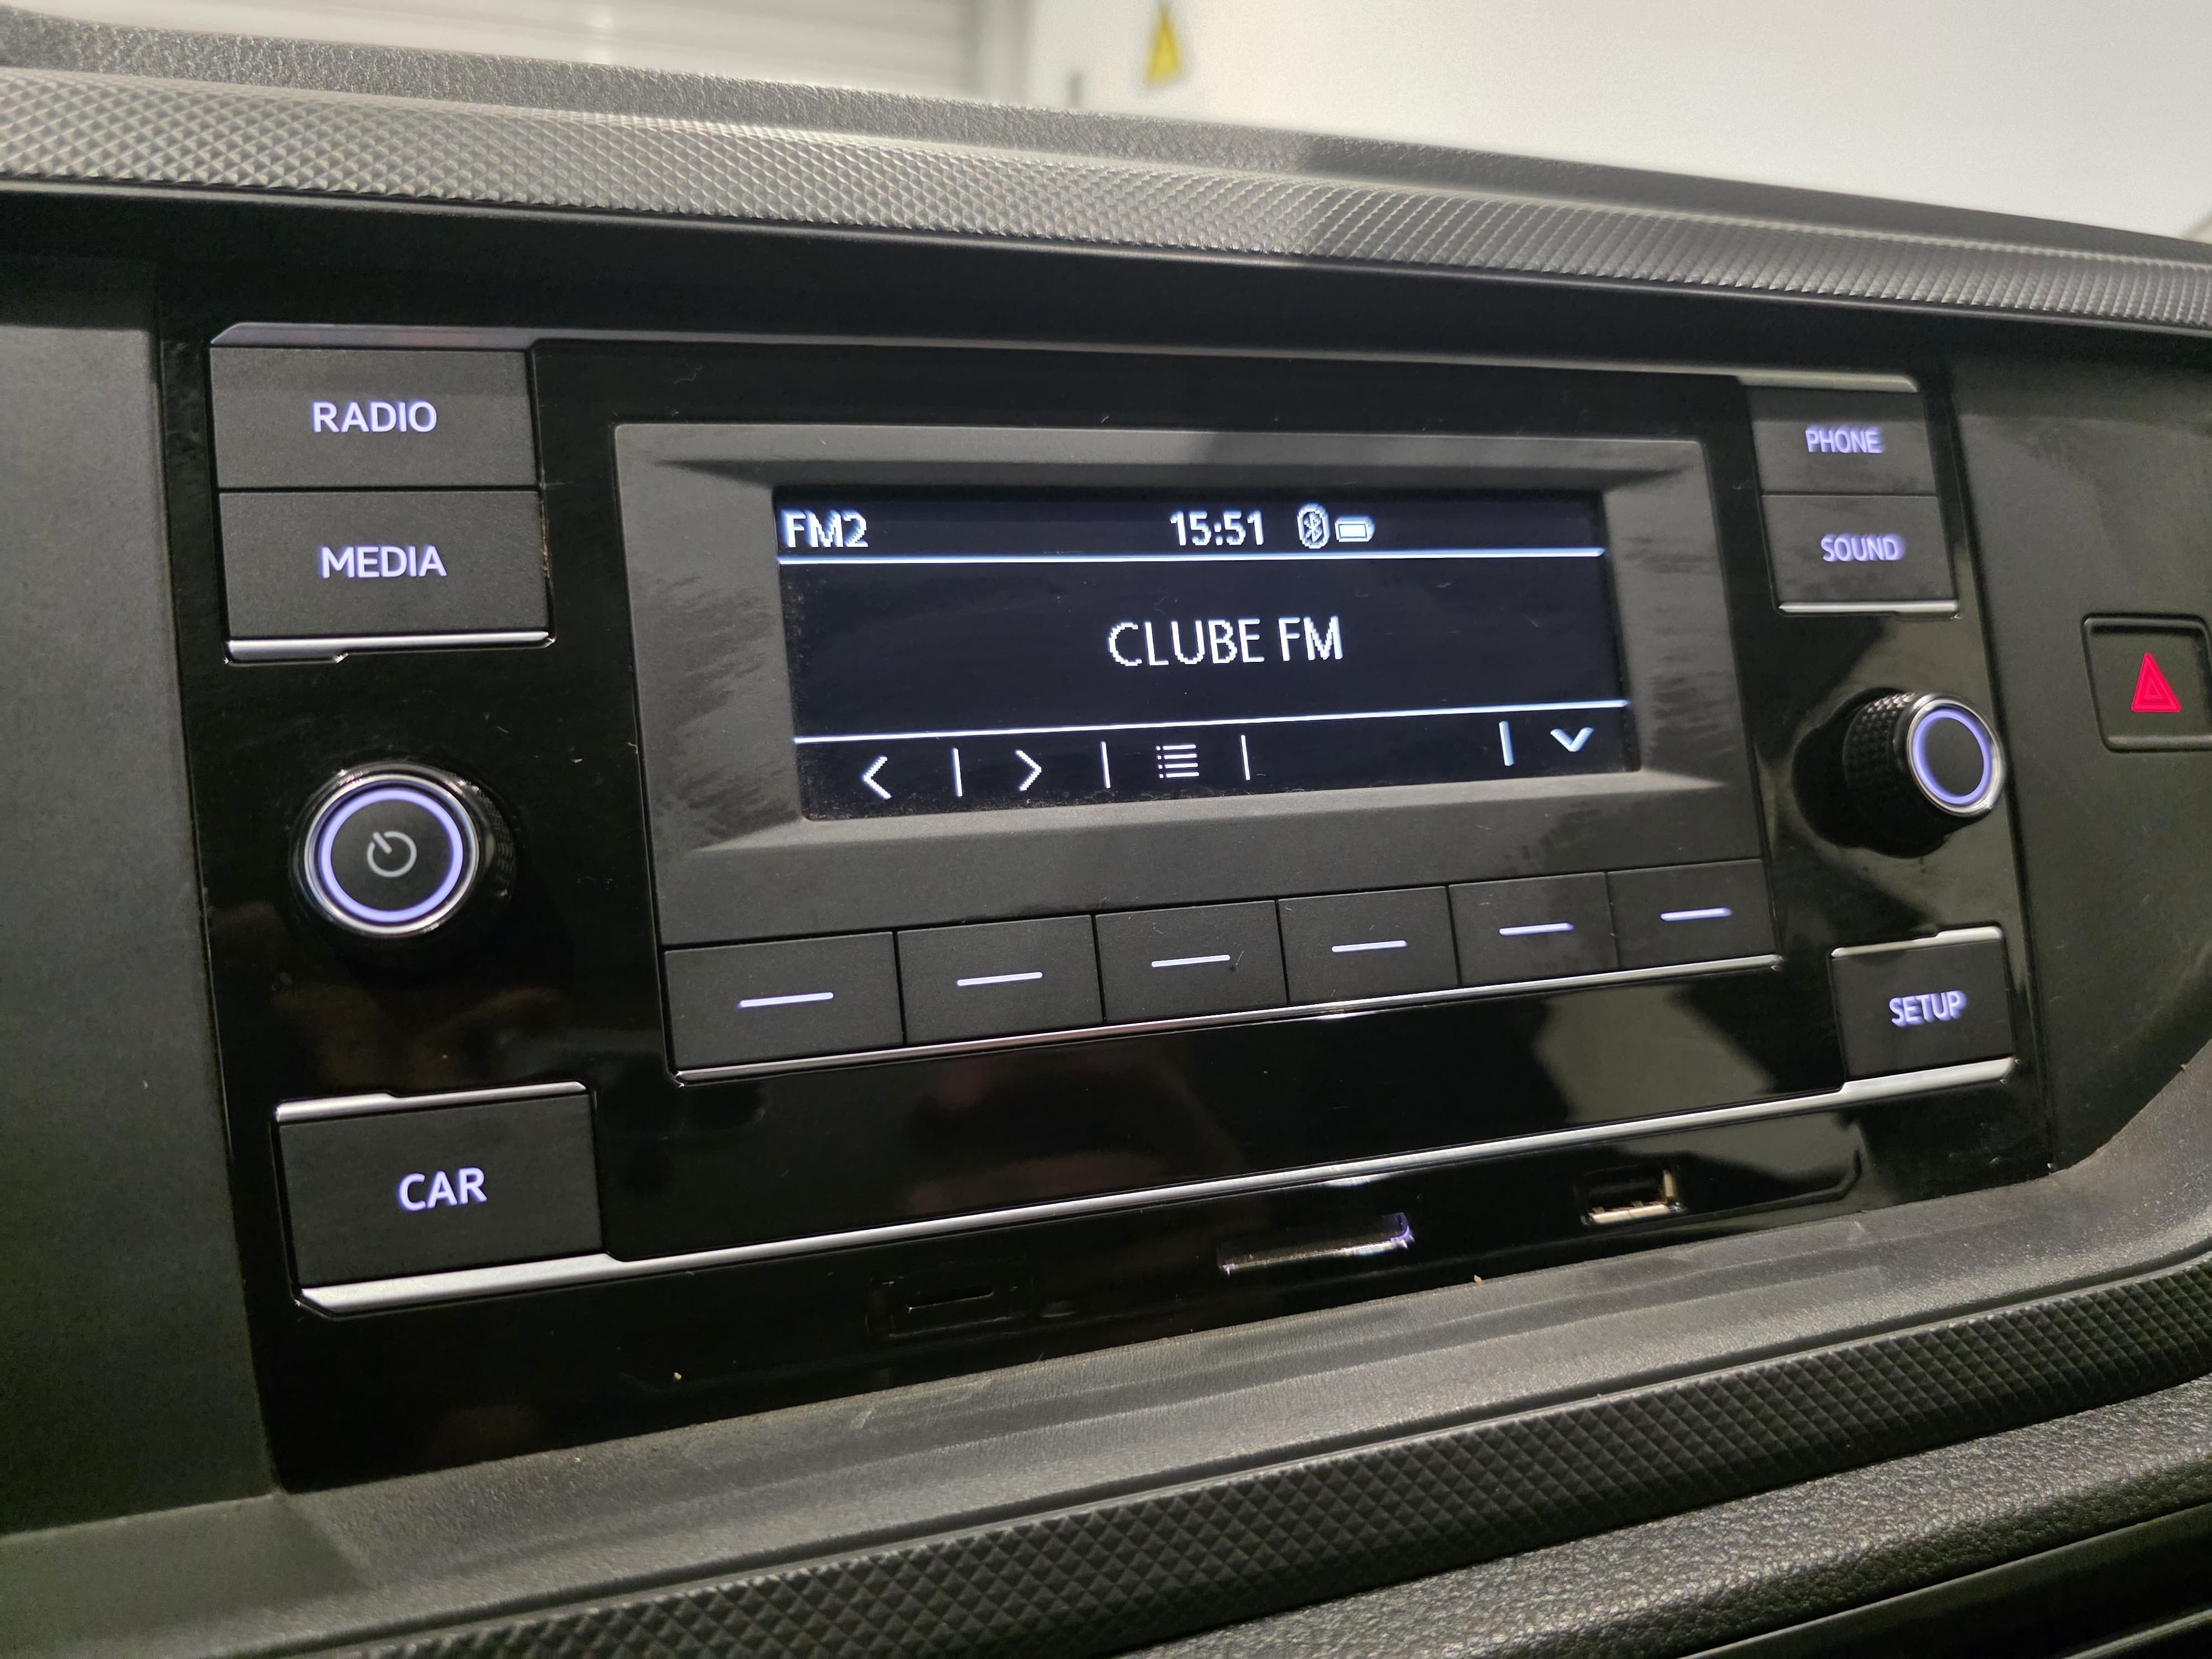 RADIO
MEDIA
FM2 15:51
CLUBE FM
PHONE
SOUND
SETUP
CAR